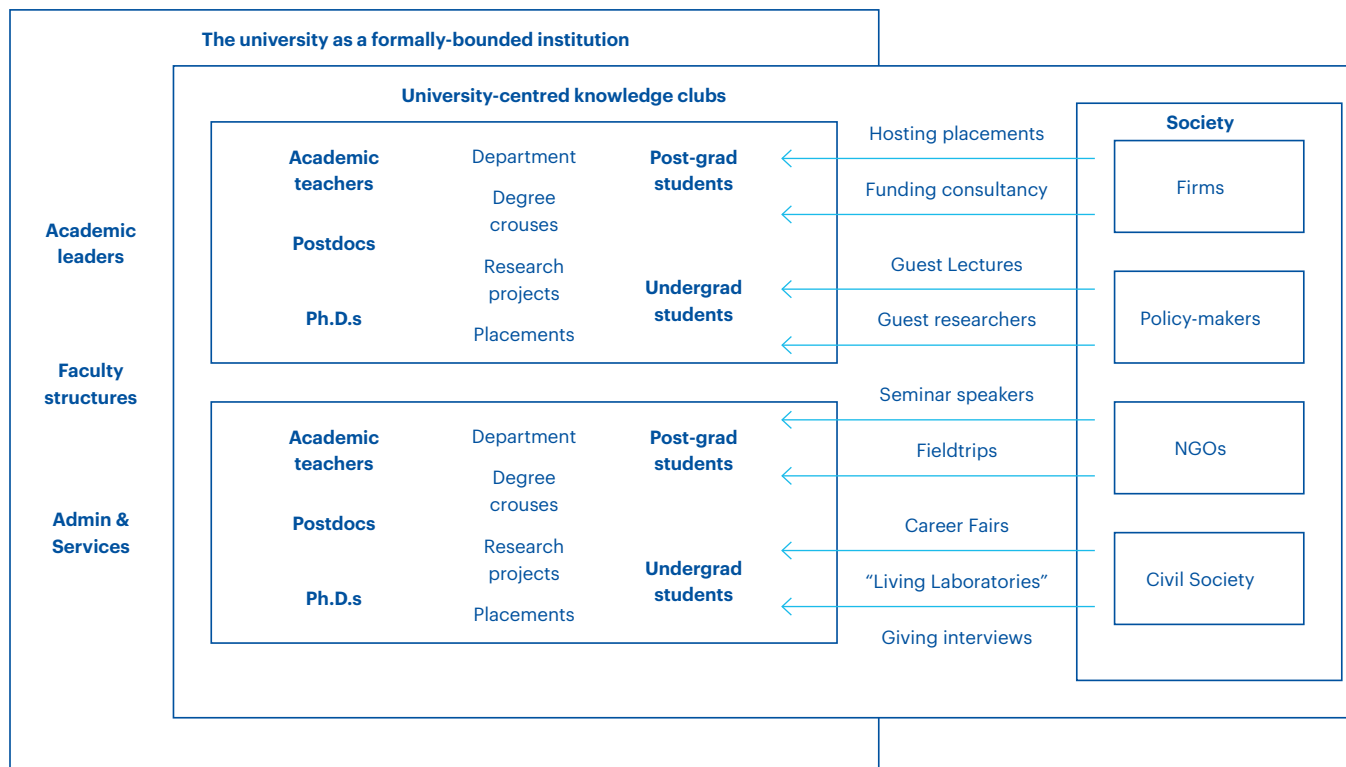 The university as a formally-bounded institution
University-centred knowledge clubs
Academic
leaders
Faculty
structures
Admin &
Services
Academic
teachers
Postdocs
Ph.D.s
Department
Degree
crouses
Research
projects
Placements
Post-grad
students
Undergrad
students
Academic
teachers
Postdocs
Ph.D.s
Department
Degree
crouses
Research
projects
Placements
Post-grad
students
Undergrad
students
Hosting placements
Funding consultancy
Guest Lectures
Guest researchers
Seminar speakers
Fieldtrips
Career Fairs
“Living Laboratories”
Giving interviews
Society
Firms
Policy-makers
NGOs
Civil Society